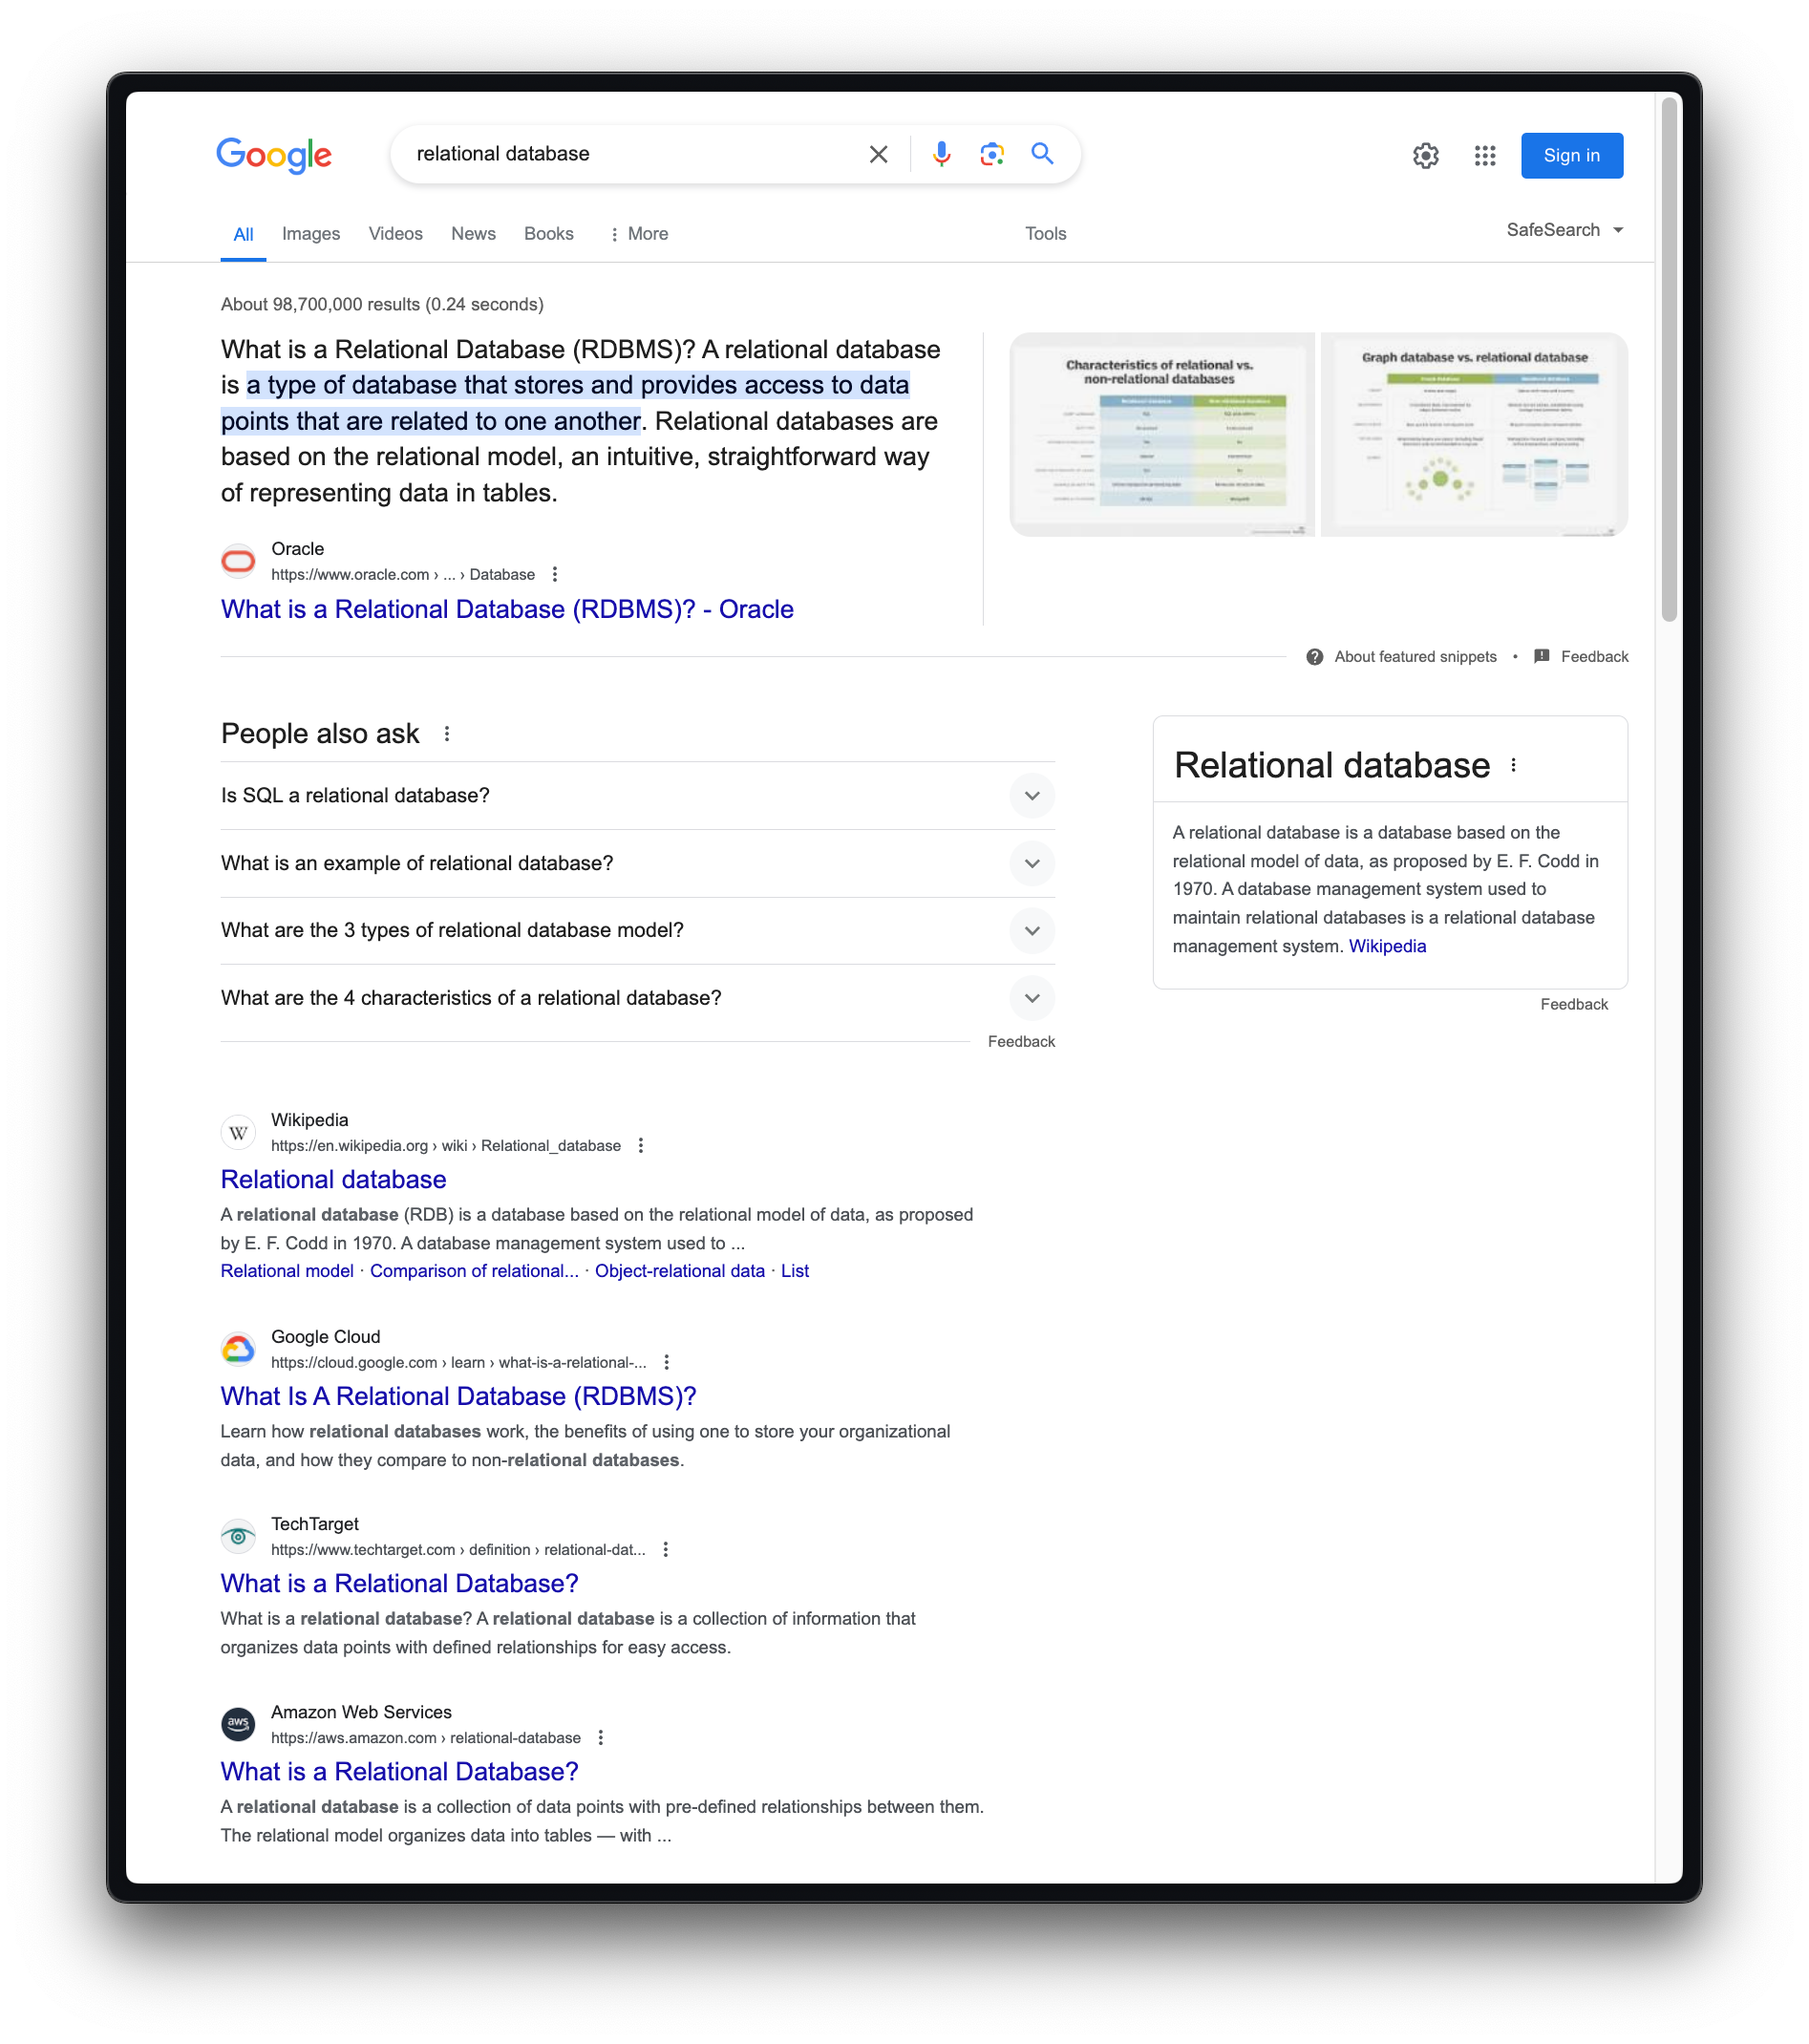 Google
relational database
Sign in
All Images Videos News Books More Tools SafeSearch
About 98,700,000 results (0.24 seconds)
What is a Relational Database (RDBMS)? A relational database
is a type of database that stores and provides access to data
points that are related to one another. Relational databases are
based on the relational model, an intuitive, straightforward way
of representing data in tables.
Oracle
https://www.oracle.com › ... › Database
What is a Relational Database (RDBMS)? - Oracle
Characteristics of relational vs.
non-relational databases
Graph database vs. relational database
About featured snippets • Feedback
People also ask
Is SQL a relational database?
What is an example of relational database?
What are the 3 types of relational database model?
What are the 4 characteristics of a relational database?
Feedback
Relational database
A relational database is a database based on the
relational model of data, as proposed by E. F. Codd in
1970. A database management system used to
maintain relational databases is a relational database
management system. Wikipedia
Feedback
W
Wikipedia
https://en.wikipedia.org › wiki › Relational_database
Relational database
A relational database (RDB) is a database based on the relational model of data, as proposed
by E. F. Codd in 1970. A database management system used to ...
Relational model · Comparison of relational... · Object-relational data · List
Google Cloud
https://cloud.google.com › learn › what-is-a-relational-...
What Is A Relational Database (RDBMS)?
Learn how relational databases work, the benefits of using one to store your organizational
data, and how they compare to non-relational databases.
TechTarget
https://www.techtarget.com › definition › relational-dat...
What is a Relational Database?
What is a relational database? A relational database is a collection of information that
organizes data points with defined relationships for easy access.
aws
Amazon Web Services
https://aws.amazon.com › relational-database
What is a Relational Database?
A relational database is a collection of data points with pre-defined relationships between them.
The relational model organizes data into tables — with ...